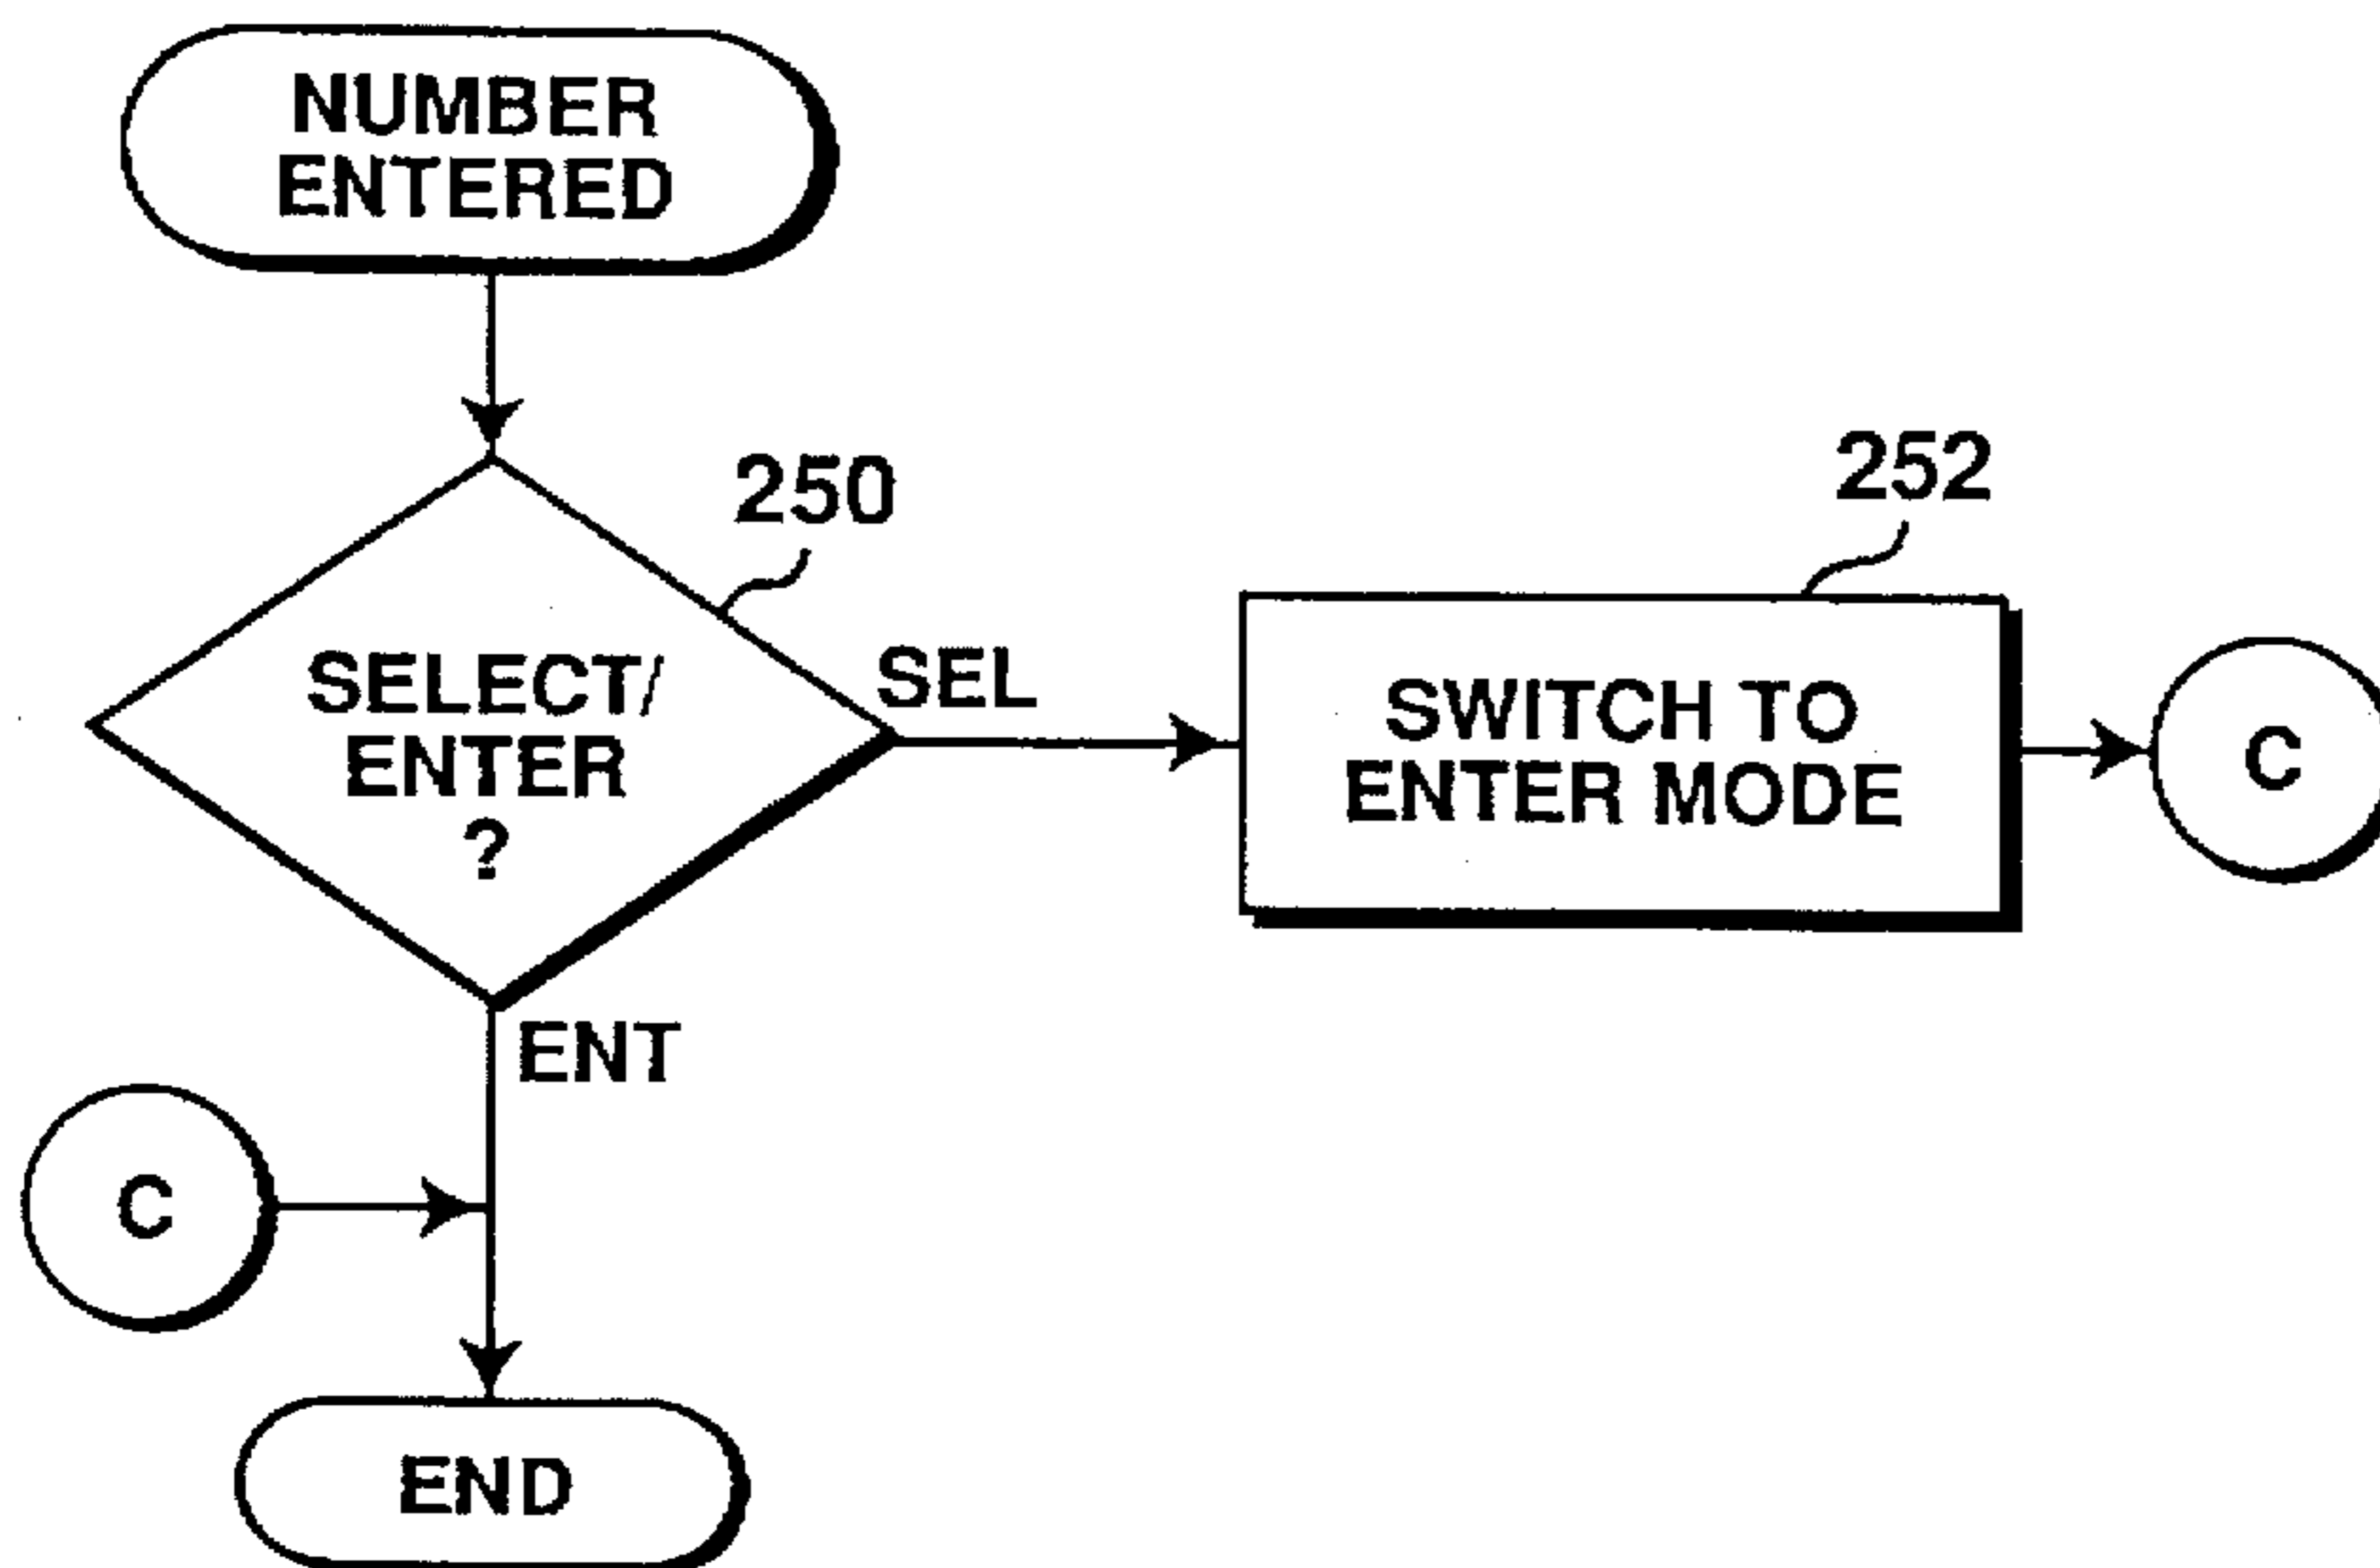 NUMBER
ENTERED
250
252
SELECT/
ENTER
?
SEL
SWITCH TO
ENTER MODE
C
ENT
C
END